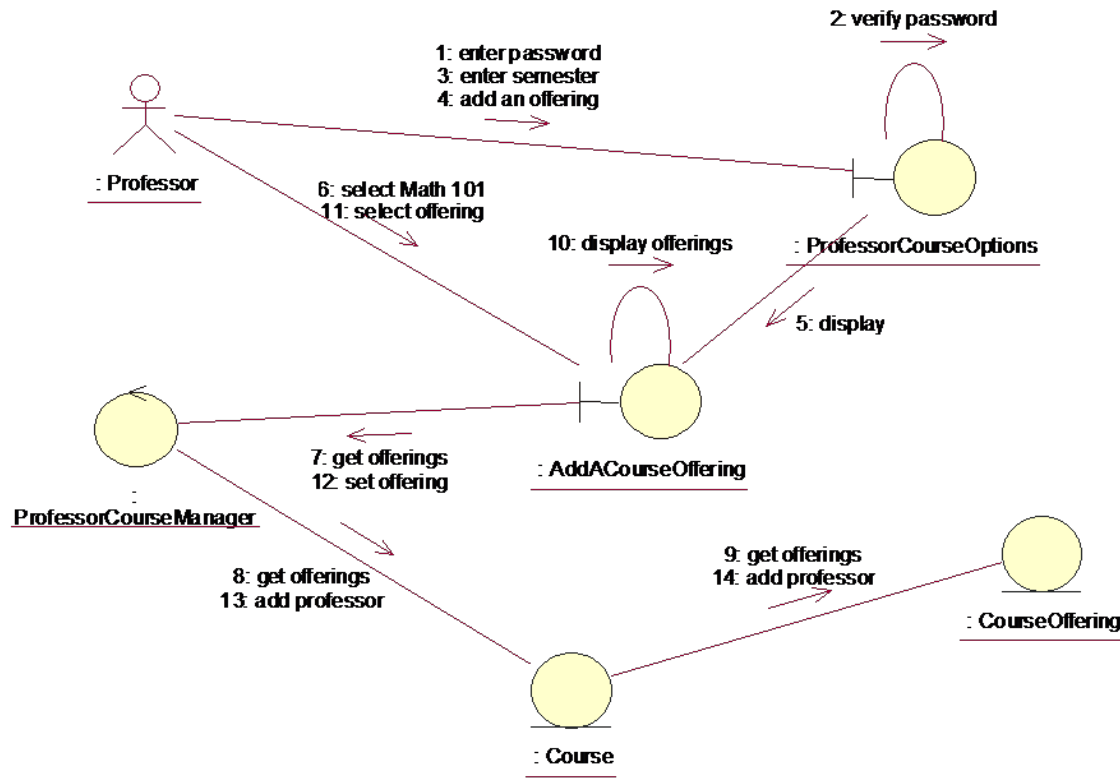 2: verify password
1: enter password
3: enter semester
4: add an offering
: Professor
6: select Math 101
11: select offering
10: display offerings
: ProfessorCourseOptions
5: display
7: get offerings
12: set offering
: AddACourseOffering
:
ProfessorCourseManager
8: get offerings
13: add professor
9: get offerings
14: add professor
: CourseOffering
: Course